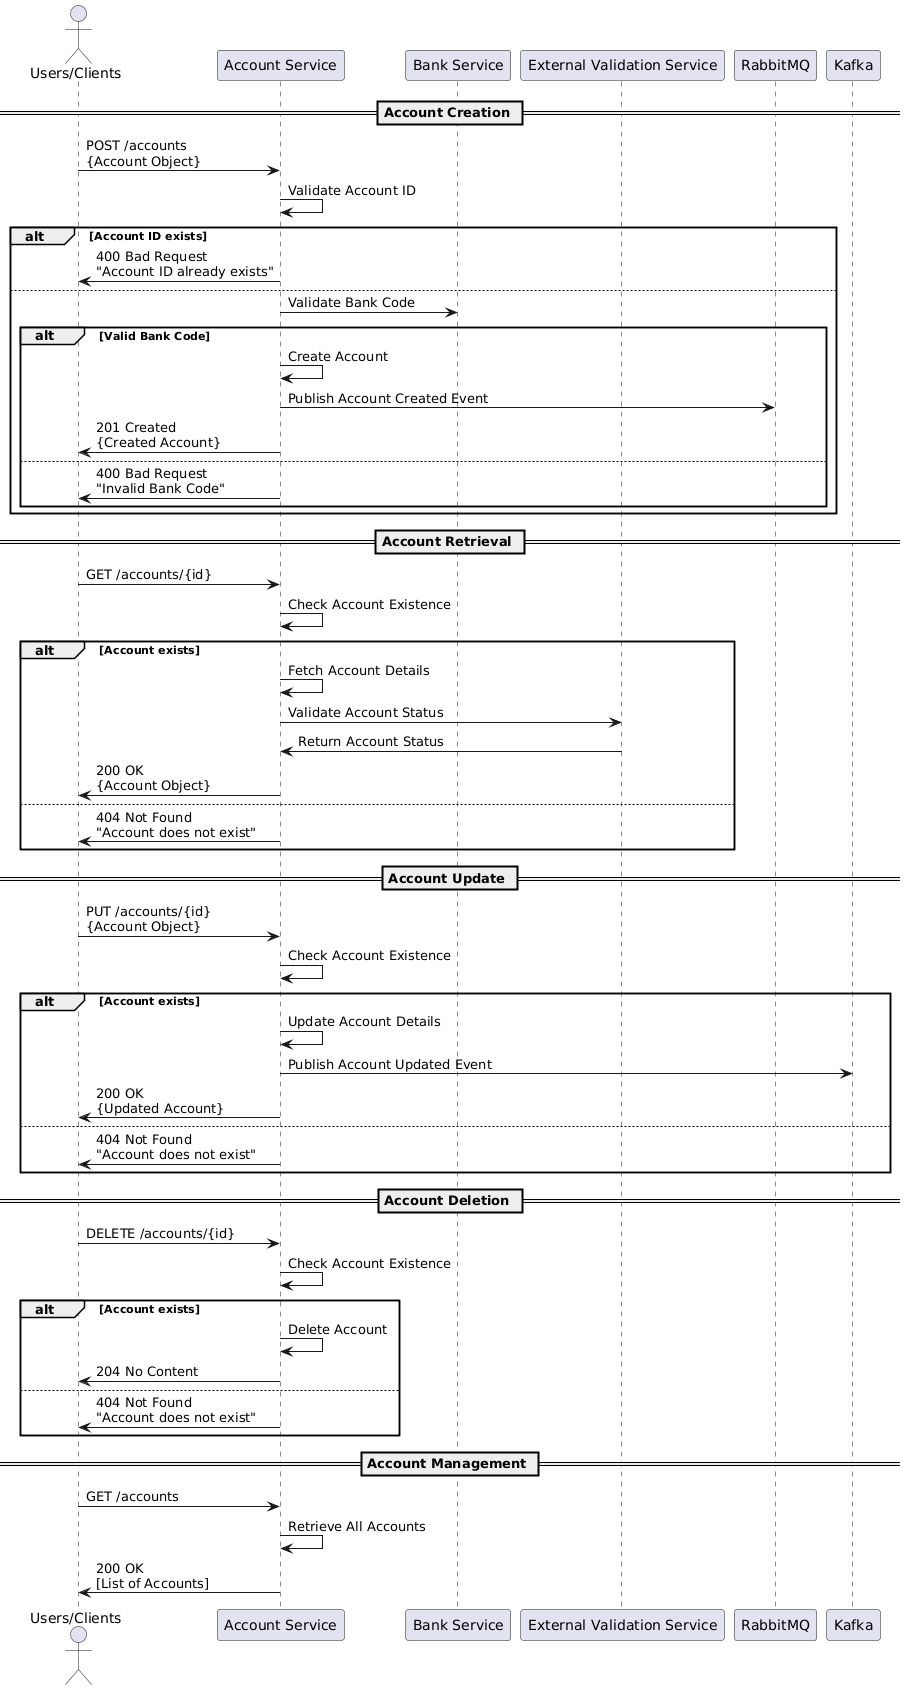 Users/Clients
Account Service
Bank Service
External Validation Service
RabbitMQ
Kafka
Account Creation
POST /accounts
{Account Object}
Validate Account ID
alt
[Account ID exists]
400 Bad Request
"Account ID already exists"
Validate Bank Code
alt
[Valid Bank Code]
Create Account
Publish Account Created Event
201 Created
{Created Account}
400 Bad Request
"Invalid Bank Code"
Account Retrieval
GET /accounts/{id}
Check Account Existence
alt
[Account exists]
Fetch Account Details
Validate Account Status
Return Account Status
200 OK
{Account Object}
404 Not Found
"Account does not exist"
Account Update
PUT /accounts/{id}
{Account Object}
Check Account Existence
alt
[Account exists]
Update Account Details
Publish Account Updated Event
200 OK
{Updated Account}
404 Not Found
"Account does not exist"
Account Deletion
DELETE /accounts/{id}
Check Account Existence
alt
[Account exists]
Delete Account
204 No Content
404 Not Found
"Account does not exist"
Account Management
GET /accounts
Retrieve All Accounts
200 OK
[List of Accounts]
Users/Clients
Account Service
Bank Service
External Validation Service
RabbitMQ
Kafka